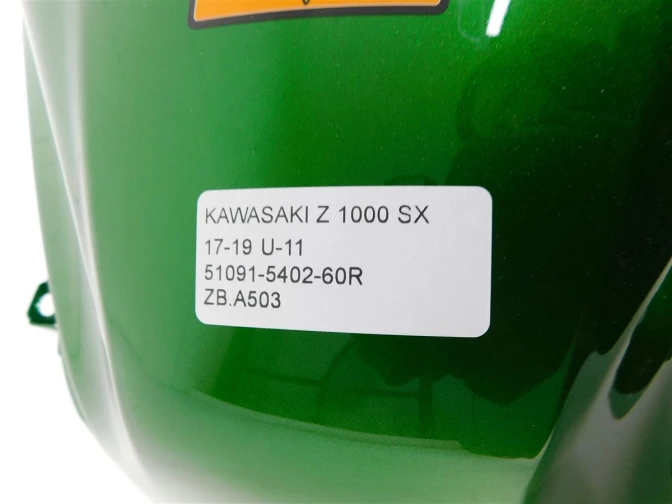 KAWASAKI Z 1000 SX
17-19 U-11
51091-5402-60R
ZB.A503